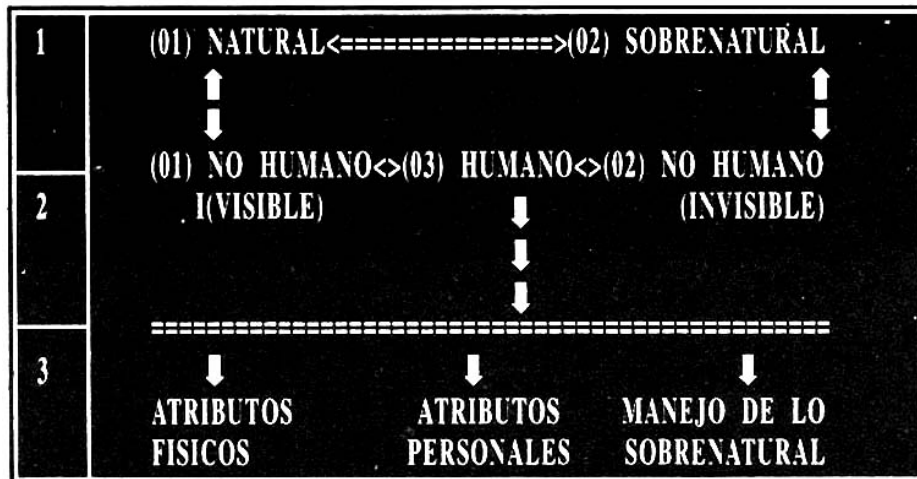 1 (01) NATURAL<===============>(02) SOBRENATURAL
(01) NO HUMANO<>(03) HUMANO<>(02) NO HUMANO
2 I(VISIBLE) (INVISIBLE)
================================================
3
ATRIBUTOS ATRIBUTOS MANEJO DE LO
FISICOS PERSONALES SOBRENATURAL